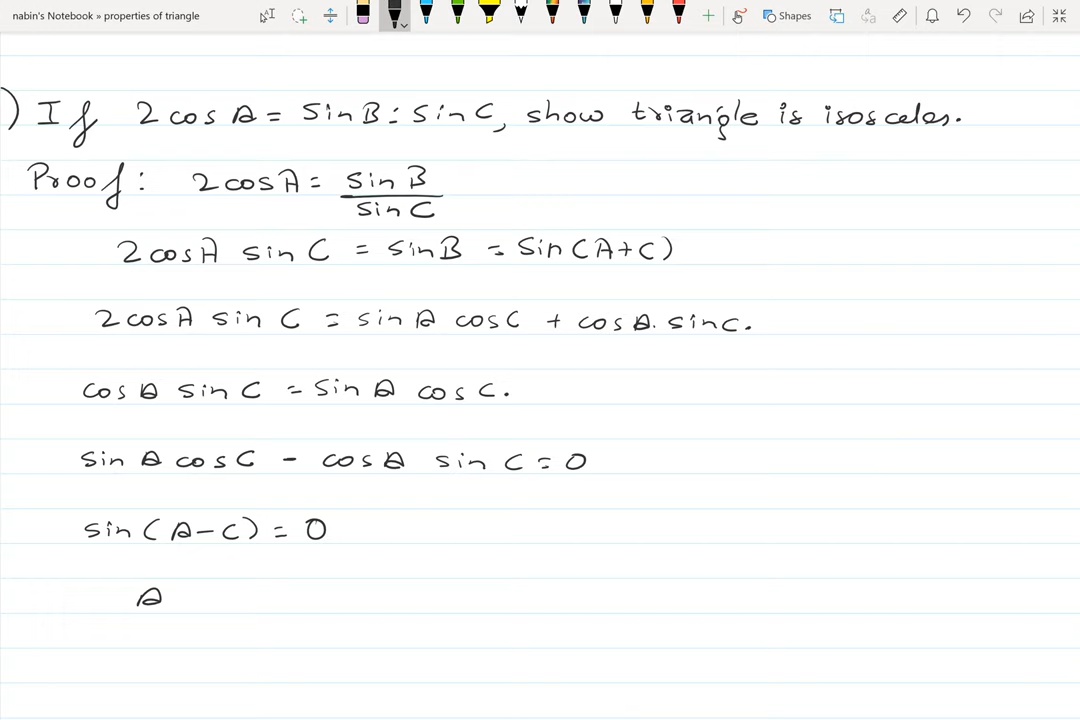 nabin's Notebook » properties of triangle
Shapes
) If 2 cos A = Sin B : Sin C, show triangle is isosceles.
Proof : 2 cos A = Sin B / Sin C
2 cos A sin C = sin B = Sin (A+C)
2 cos A sin C = sin A cos C + cos A. sin C.
cos A sin C = Sin A cos C.
Sin A cos C - cos A sin C = 0
sin (A-C) = 0
A